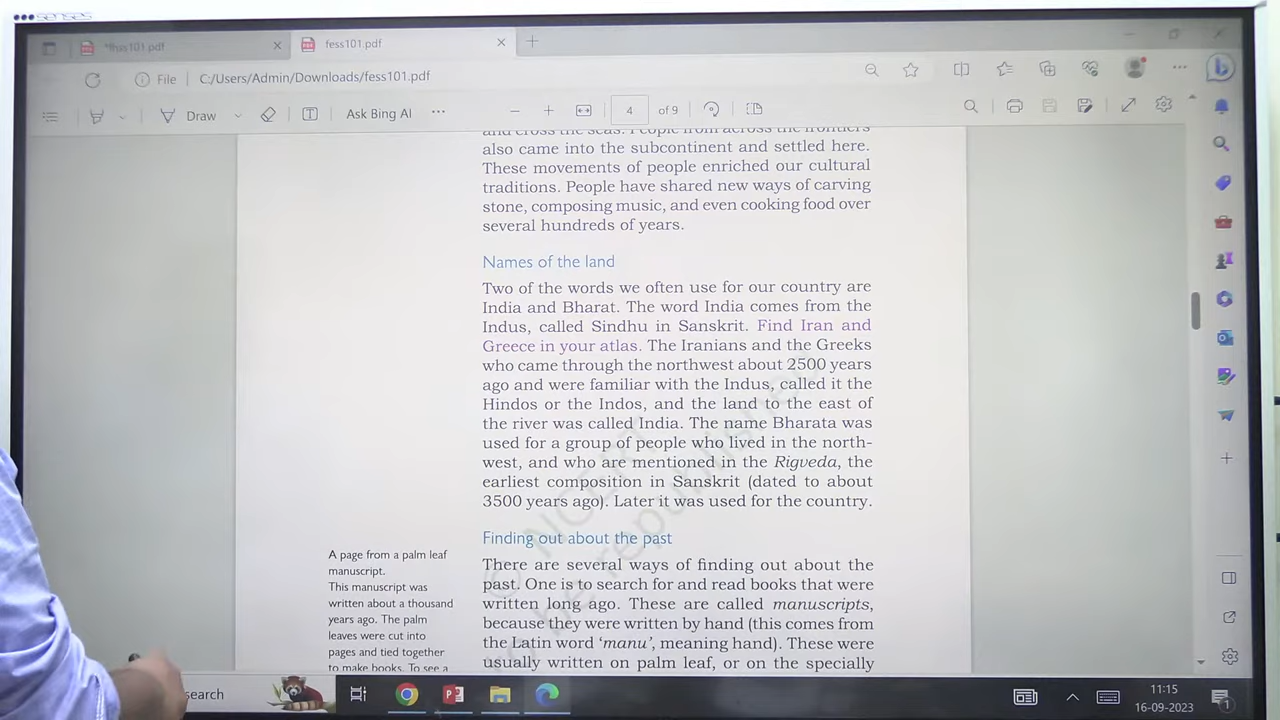 senses
*fess101.pdf
fess101.pdf
File C:/Users/Admin/Downloads/fess101.pdf
Draw Ask Bing AI 4 of 9
and cross the seas. People from across the frontiers
also came into the subcontinent and settled here.
These movements of people enriched our cultural
traditions. People have shared new ways of carving
stone, composing music, and even cooking food over
several hundreds of years.
Names of the land
Two of the words we often use for our country are
India and Bharat. The word India comes from the
Indus, called Sindhu in Sanskrit. Find Iran and
Greece in your atlas. The Iranians and the Greeks
who came through the northwest about 2500 years
ago and were familiar with the Indus, called it the
Hindos or the Indos, and the land to the east of
the river was called India. The name Bharata was
used for a group of people who lived in the north-
west, and who are mentioned in the Rigveda, the
earliest composition in Sanskrit (dated to about
3500 years ago). Later it was used for the country.
Finding out about the past
There are several ways of finding out about the
past. One is to search for and read books that were
written long ago. These are called manuscripts,
because they were written by hand (this comes from
the Latin word ‘manu’, meaning hand). These were
usually written on palm leaf, or on the specially
A page from a palm leaf
manuscript.
This manuscript was
written about a thousand
years ago. The palm
leaves were cut into
pages and tied together
to make books. To see a
© NCERT
be republished
search
11:15
16-09-2023
1